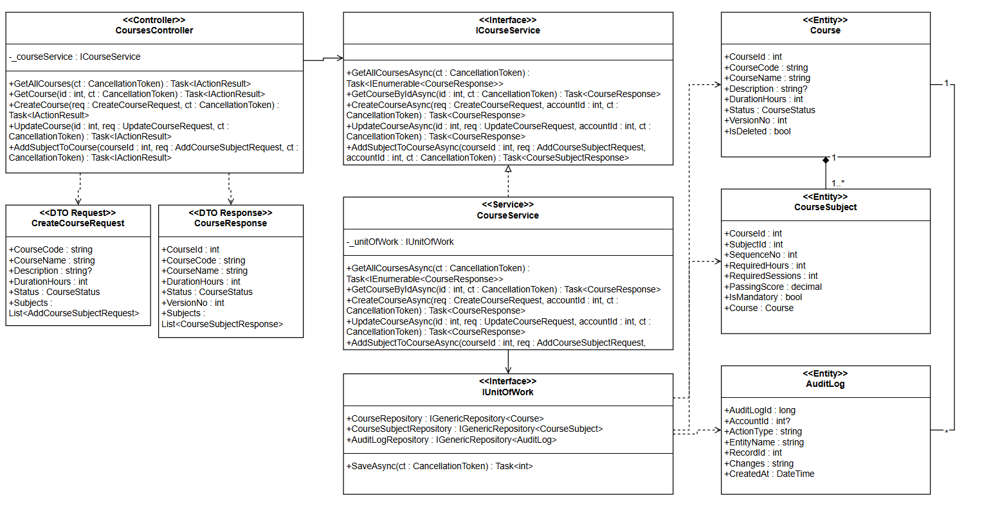 <<Controller>>
CoursesController
-_courseService : ICourseService
+GetAllCourses(ct : CancellationToken) : Task<IActionResult>
+GetCourse(id : int, ct : CancellationToken) : Task<IActionResult>
+CreateCourse(req : CreateCourseRequest, ct : CancellationToken) :
Task<IActionResult>
+UpdateCourse(id : int, req : UpdateCourseRequest, ct :
CancellationToken) : Task<IActionResult>
+AddSubjectToCourse(courseId : int, req : AddCourseSubjectRequest, ct :
CancellationToken) : Task<IActionResult>
<<DTO Request>>
CreateCourseRequest
+CourseCode : string
+CourseName : string
+Description : string?
+DurationHours : int
+Status : CourseStatus
+Subjects :
List<AddCourseSubjectRequest>
<<DTO Response>>
CourseResponse
+CourseId : int
+CourseCode : string
+CourseName : string
+DurationHours : int
+Status : CourseStatus
+VersionNo : int
+Subjects :
List<CourseSubjectResponse>
<<Interface>>
ICourseService
+GetAllCoursesAsync(ct : CancellationToken) :
Task<IEnumerable<CourseResponse>>
+GetCourseByIdAsync(id : int, ct : CancellationToken) : Task<CourseResponse>
+CreateCourseAsync(req : CreateCourseRequest, accountId : int, ct :
CancellationToken) : Task<CourseResponse>
+UpdateCourseAsync(id : int, req : UpdateCourseRequest, accountId : int, ct :
CancellationToken) : Task<CourseResponse>
+AddSubjectToCourseAsync(courseId : int, req : AddCourseSubjectRequest,
accountId : int, ct : CancellationToken) : Task<CourseSubjectResponse>
<<Service>>
CourseService
-_unitOfWork : IUnitOfWork
+GetAllCoursesAsync(ct : CancellationToken) :
Task<IEnumerable<CourseResponse>>
+GetCourseByIdAsync(id : int, ct : CancellationToken) : Task<CourseResponse>
+CreateCourseAsync(req : CreateCourseRequest, accountId : int, ct :
CancellationToken) : Task<CourseResponse>
+UpdateCourseAsync(id : int, req : UpdateCourseRequest, accountId : int, ct :
CancellationToken) : Task<CourseResponse>
+AddSubjectToCourseAsync(courseId : int, req : AddCourseSubjectRequest,
<<Interface>>
IUnitOfWork
+CourseRepository : IGenericRepository<Course>
+CourseSubjectRepository : IGenericRepository<CourseSubject>
+AuditLogRepository : IGenericRepository<AuditLog>
+SaveAsync(ct : CancellationToken) : Task<int>
<<Entity>>
Course
+CourseId : int
+CourseCode : string
+CourseName : string
+Description : string?
+DurationHours : int
+Status : CourseStatus
+VersionNo : int
+IsDeleted : bool
1
1
1..*
<<Entity>>
CourseSubject
+CourseId : int
+SubjectId : int
+SequenceNo : int
+RequiredHours : int
+RequiredSessions : int
+PassingScore : decimal
+IsMandatory : bool
+Course : Course
<<Entity>>
AuditLog
+AuditLogId : long
+AccountId : int?
+ActionType : string
+EntityName : string
+RecordId : int
+Changes : string
+CreatedAt : DateTime
*